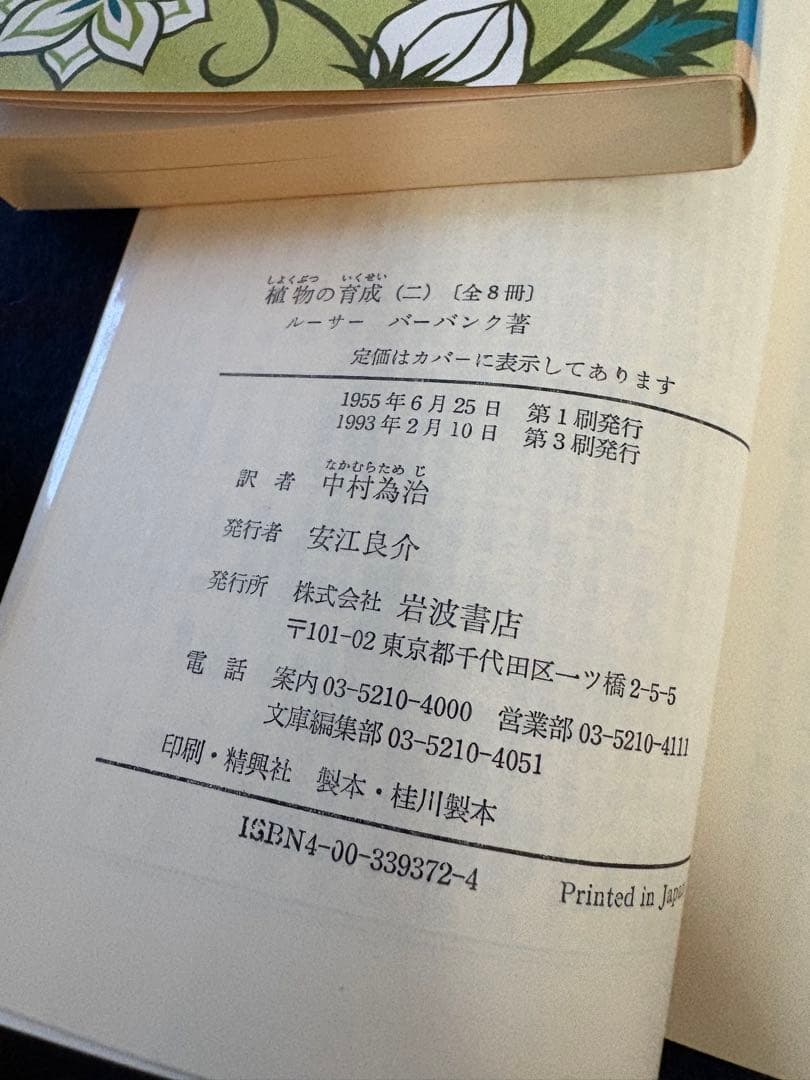 しよくぶつ いくせい
植物の育成 (二) 〔全8冊〕
ルーサー バーバンク著
定価はカバーに表示してあります
1955年6月25日 第1刷発行
1993年2月10日 第3刷発行
なかむらためじ
訳者 中村為治
発行者 安江良介
発行所 株式会社 岩波書店
〒101-02 東京都千代田区一ツ橋2-5-5
電話 案内03-5210-4000 営業部03-5210-4111
文庫編集部03-5210-4051
印刷・精興社 製本・桂川製本
ISBN4-00-339372-4 Printed in Japan